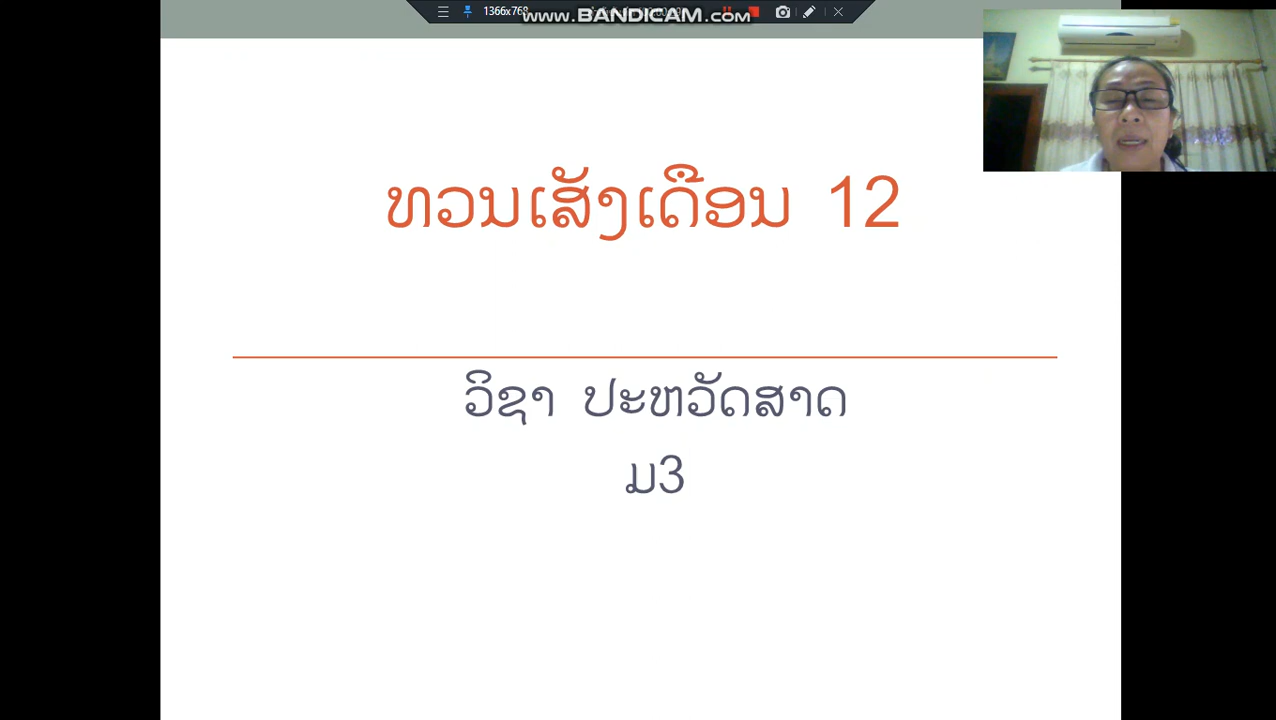 1366x768
www.BANDICAM.com
ທວນເສັງເດືອນ 12
ວິຊາ ປະຫວັດສາດ
ມ3